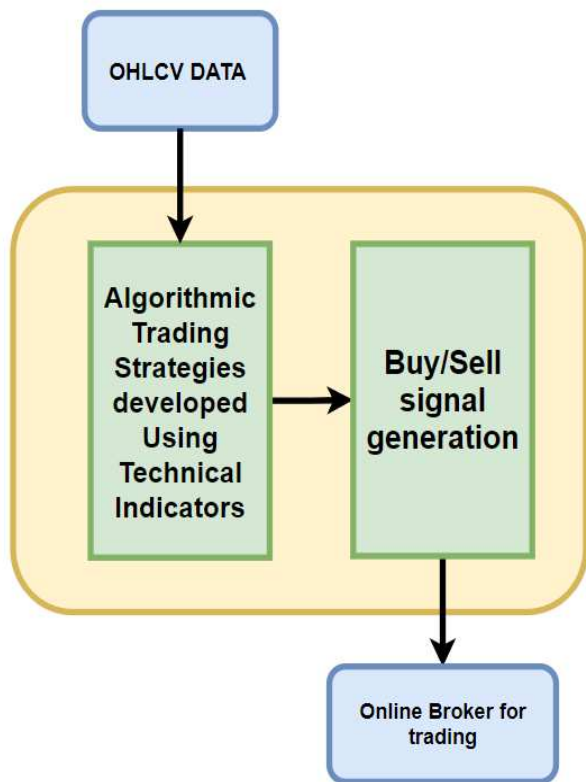 OHLCV DATA
Algorithmic
Trading
Strategies
developed
Using
Technical
Indicators
Buy/Sell
signal
generation
Online Broker for
trading